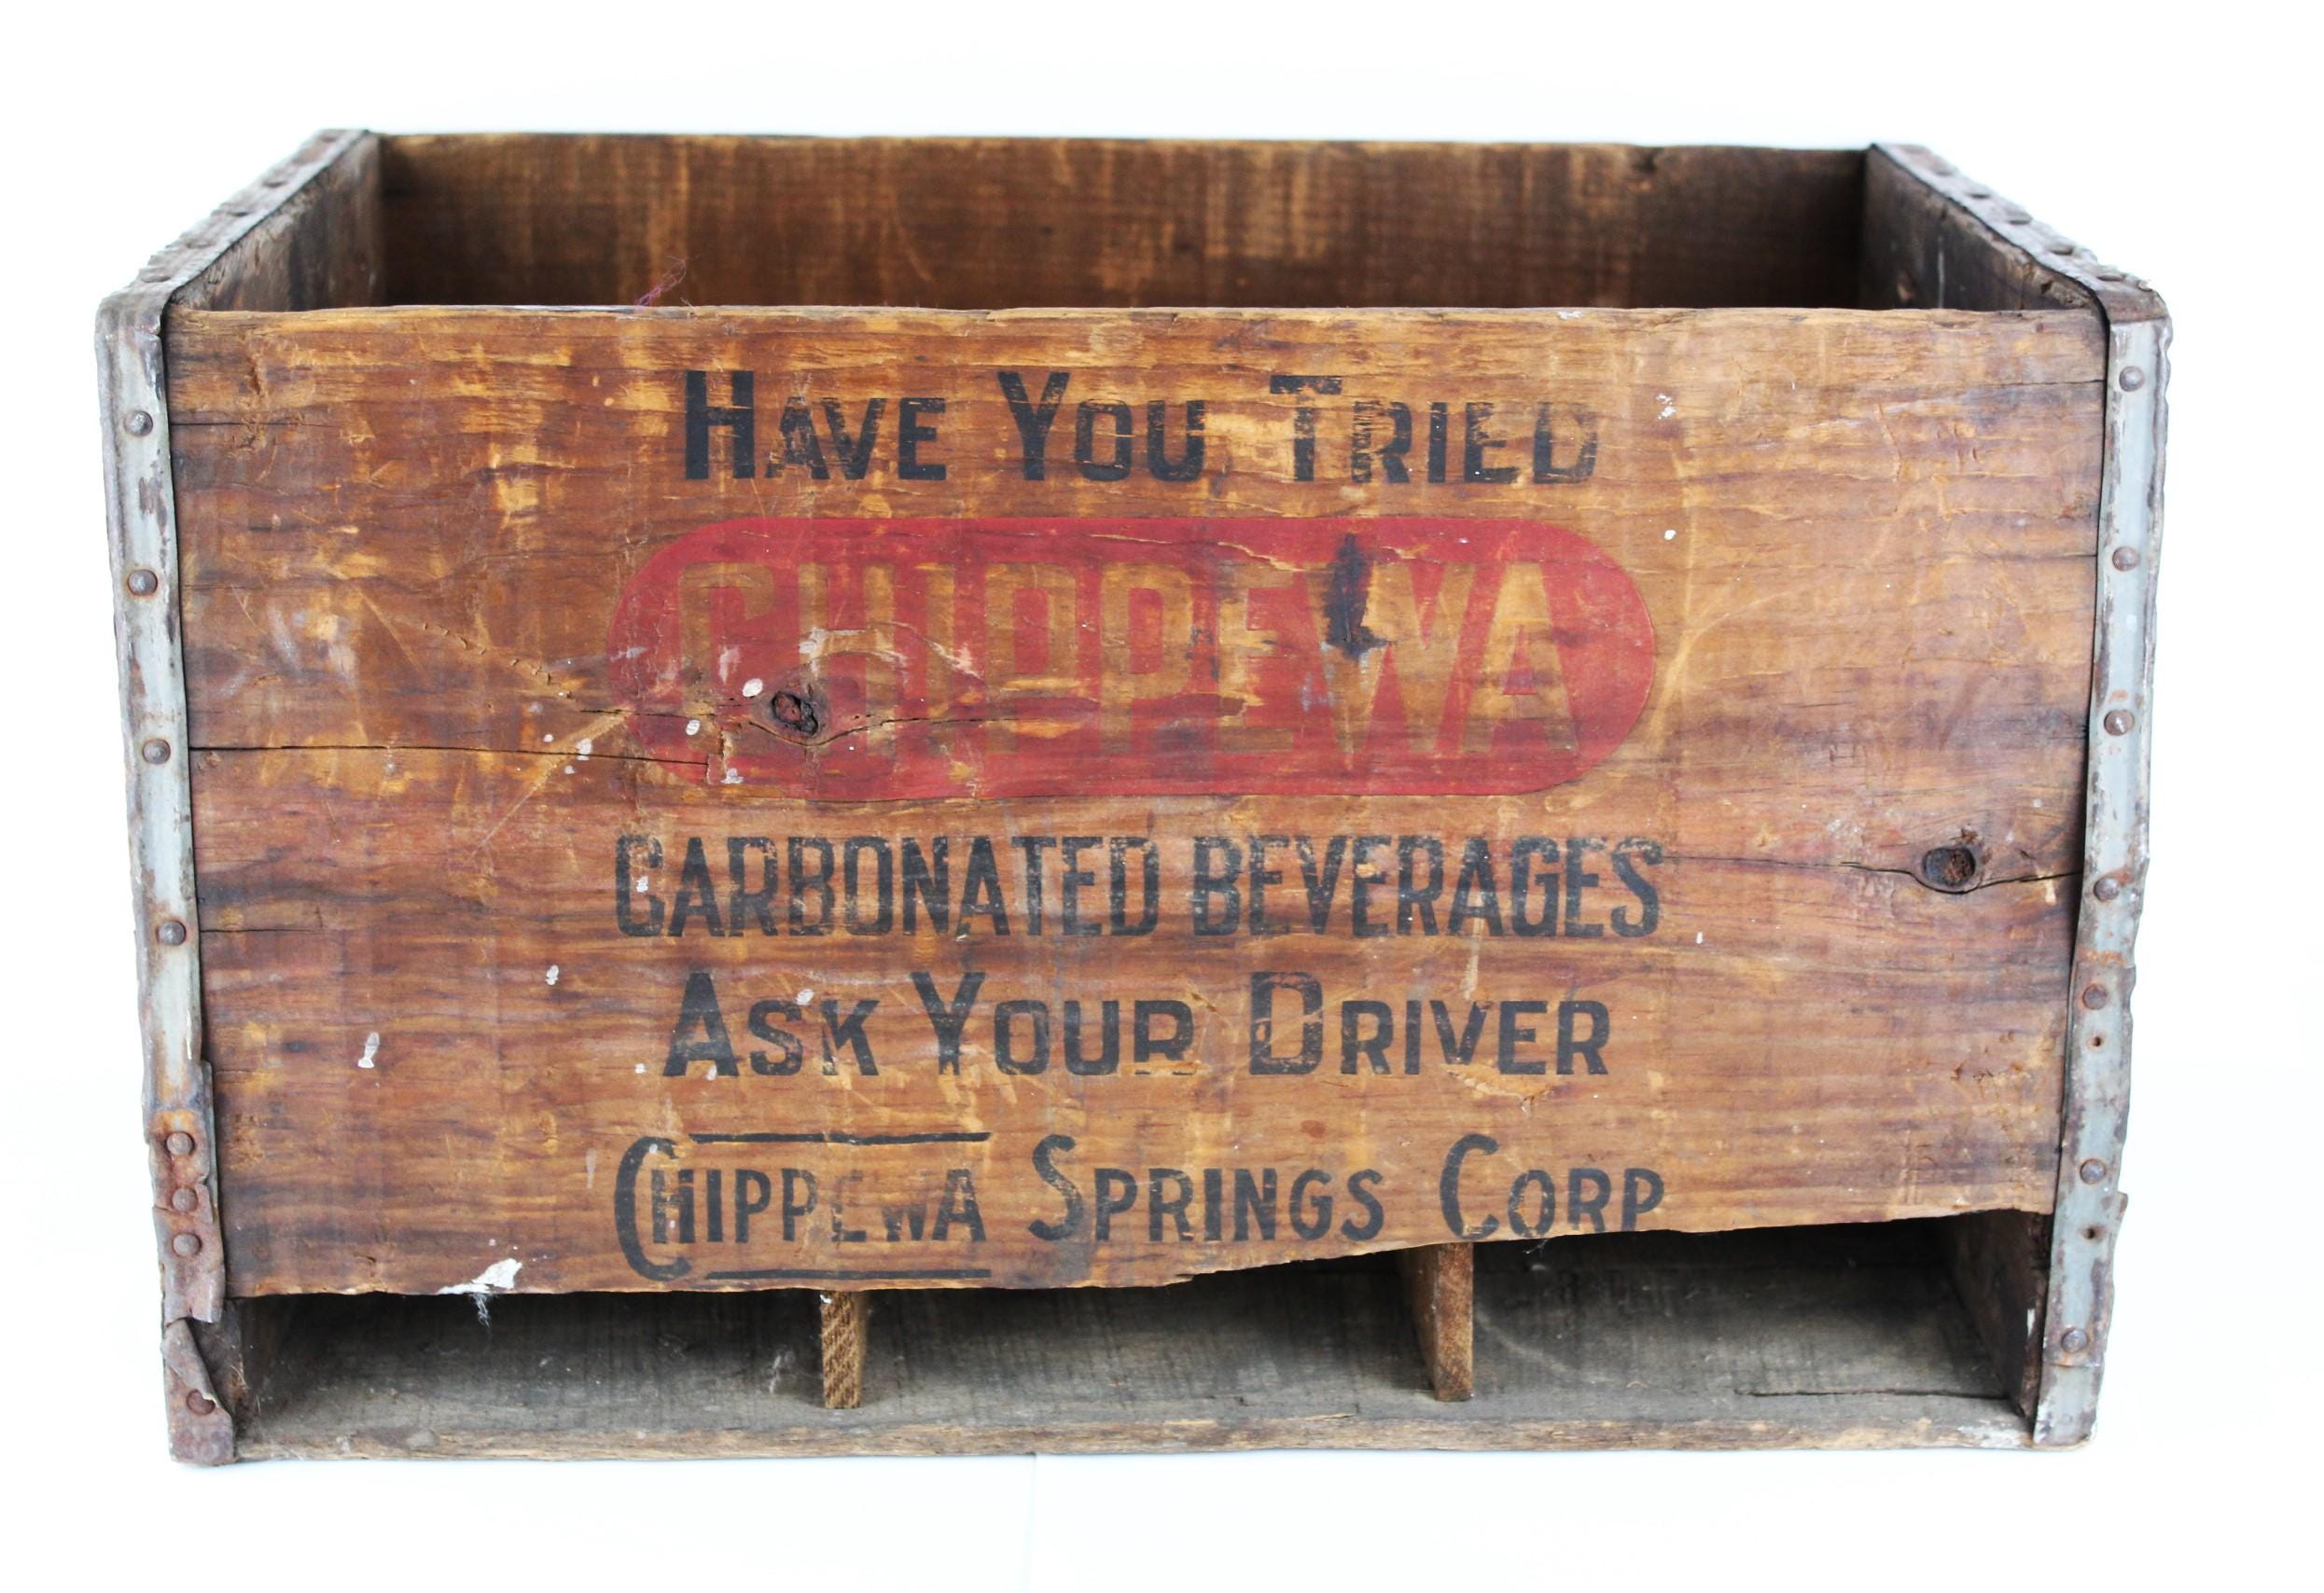 HAVE YOU TRIED
CHIPPEWA
CARBONATED BEVERAGES
ASK YOUR DRIVER
CHIPPEWA SPRINGS CORP